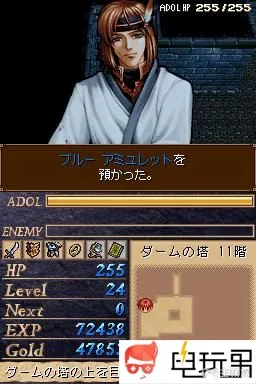 ADOL HP 255/255
ブルー アミュレットを
預かった。
ADOL
ENEMY
ダームの塔 11階
HP 255
Level 24
Next 0
EXP 72438
Gold 4785
ダームの塔の上を目
电玩男